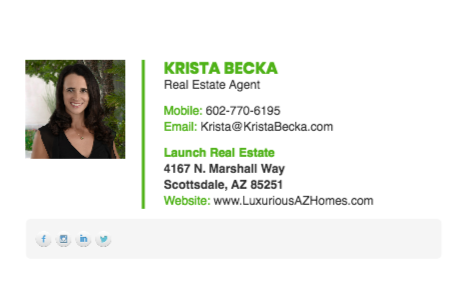 KRISTA BECKA
Real Estate Agent
Mobile: 602-770-6195
Email: Krista@KristaBecka.com
Launch Real Estate
4167 N. Marshall Way
Scottsdale, AZ 85251
Website: www.LuxuriousAZHomes.com